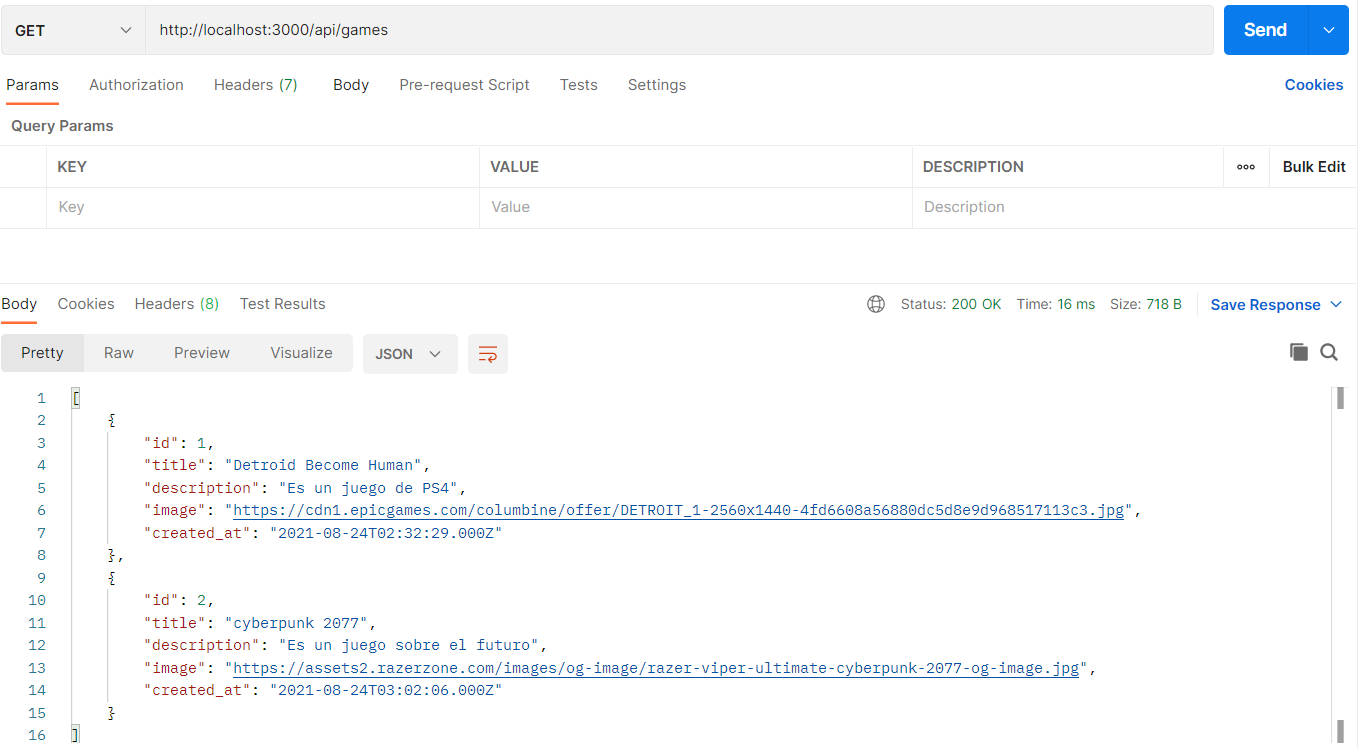 GET http://localhost:3000/api/games Send
Params Authorization Headers (7) Body Pre-request Script Tests Settings Cookies
Query Params
KEY VALUE DESCRIPTION Bulk Edit
Key Value Description
Body Cookies Headers (8) Test Results Status: 200 OK Time: 16 ms Size: 718 B Save Response
Pretty Raw Preview Visualize JSON
1 [
2 {
3 "id": 1,
4 "title": "Detroid Become Human",
5 "description": "Es un juego de PS4",
6 "image": "https://cdn1.epicgames.com/columbine/offer/DETROIT_1-2560x1440-4fd6608a56880dc5d8e9d968517113c3.jpg",
7 "created_at": "2021-08-24T02:32:29.000Z"
8 },
9 {
10 "id": 2,
11 "title": "cyberpunk 2077",
12 "description": "Es un juego sobre el futuro",
13 "image": "https://assets2.razerzone.com/images/og-image/razer-viper-ultimate-cyberpunk-2077-og-image.jpg",
14 "created_at": "2021-08-24T03:02:06.000Z"
15 }
16 ]